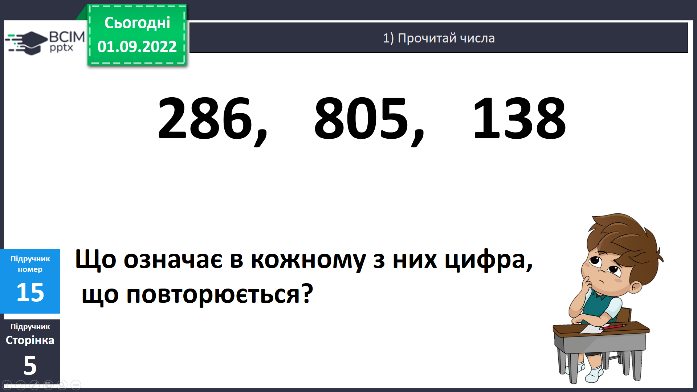 ВСІМ
pptx
Сьогодні
01.09.2022
1) Прочитай числа
286, 805, 138
Що означає в кожному з них цифра,
що повторюється?
Підручник
номер
15
Підручник
Сторінка
5